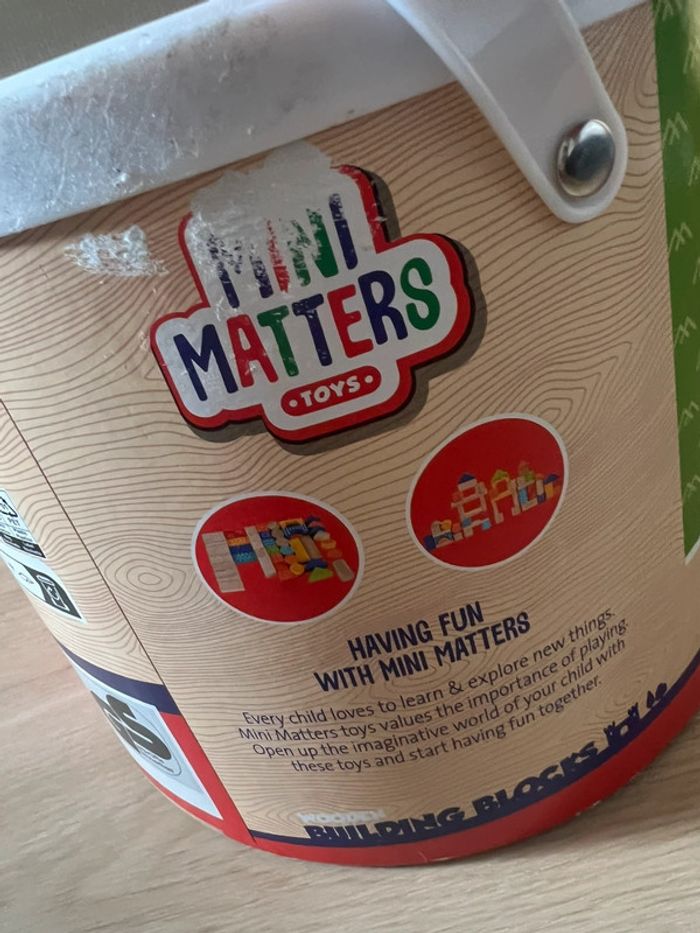 MINI
MATTERS
• TOYS •
HAVING FUN
WITH MINI MATTERS
Every child loves to learn & explore new things.
Mini Matters toys values the importance of playing.
Open up the imaginative world of your child with
these toys and start having fun together.
WOODEN
BUILDING BLOCKS
PET
GS